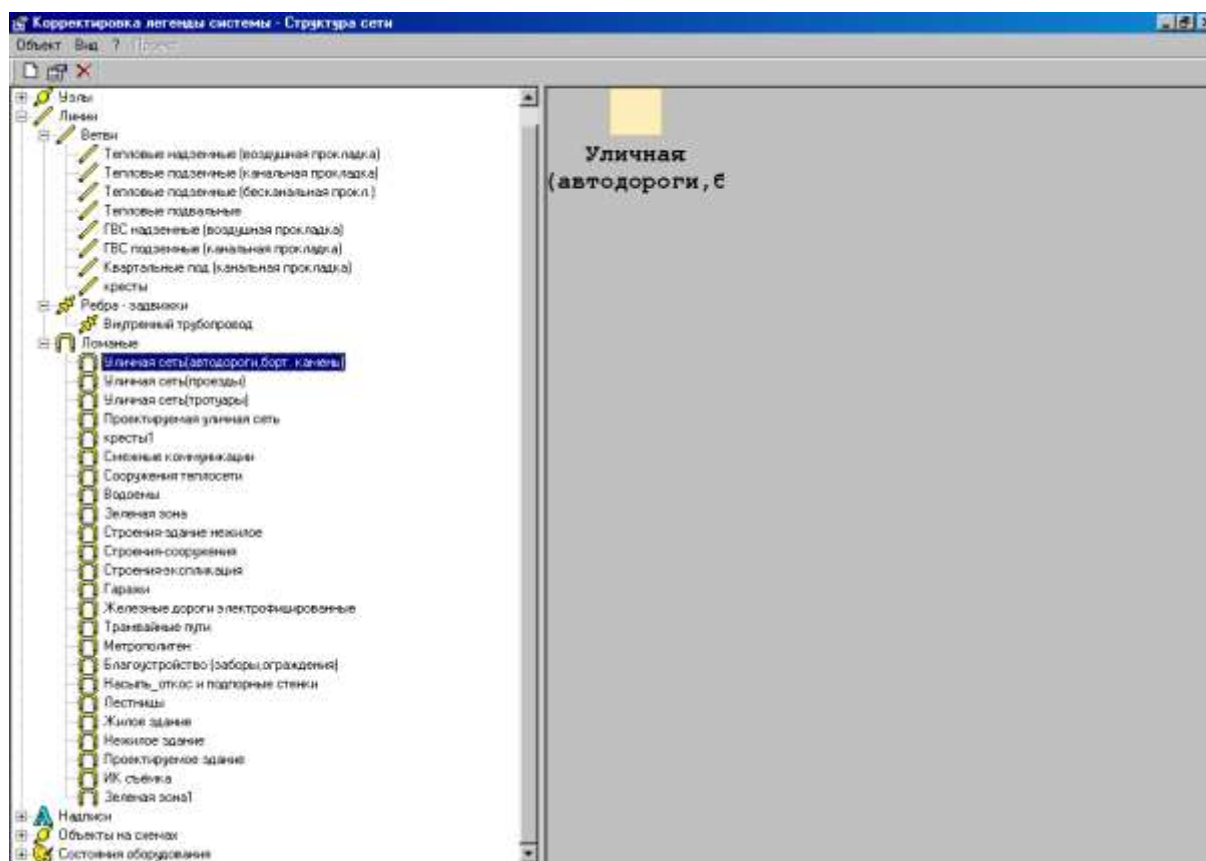 Корректировка легенды системы - Структура сети
Объект Вид ? Проект
Узлы
Линии
Ветви
Тепловые надземные (воздушная прокладка)
Тепловые подземные (канальная прокладка)
Тепловые подземные (бесканальная прокл.)
Тепловые подвальные
ГВС надземные (воздушная прокладка)
ГВС подземные (канальная прокладка)
Квартальные под (канальная прокладка)
кресты
Ребра - задвижки
Внутренний трубопровод
Ломаные
Уличная сеть(автодороги,борт. камень)
Уличная сеть(проезды)
Уличная сеть(тротуары)
Проектируемая уличная сеть
кресты1
Смежные коммуникации
Сооружения теплосети
Водоемы
Зеленая зона
Строения-здание нежилое
Строения-сооружения
Строения-экспликация
Гаражи
Железные дороги электрофицированные
Трамвайные пути
Метрополитен
Благоустройство (заборы,ограждения)
Насыпь_откос и подпорные стенки
Лестницы
Жилое здание
Нежилое здание
Проектируемое здание
ИК съёмка
Зеленая зона1
Надписи
Объекты на схемах
Состояния оборудования
Уличная
(автодороги,б